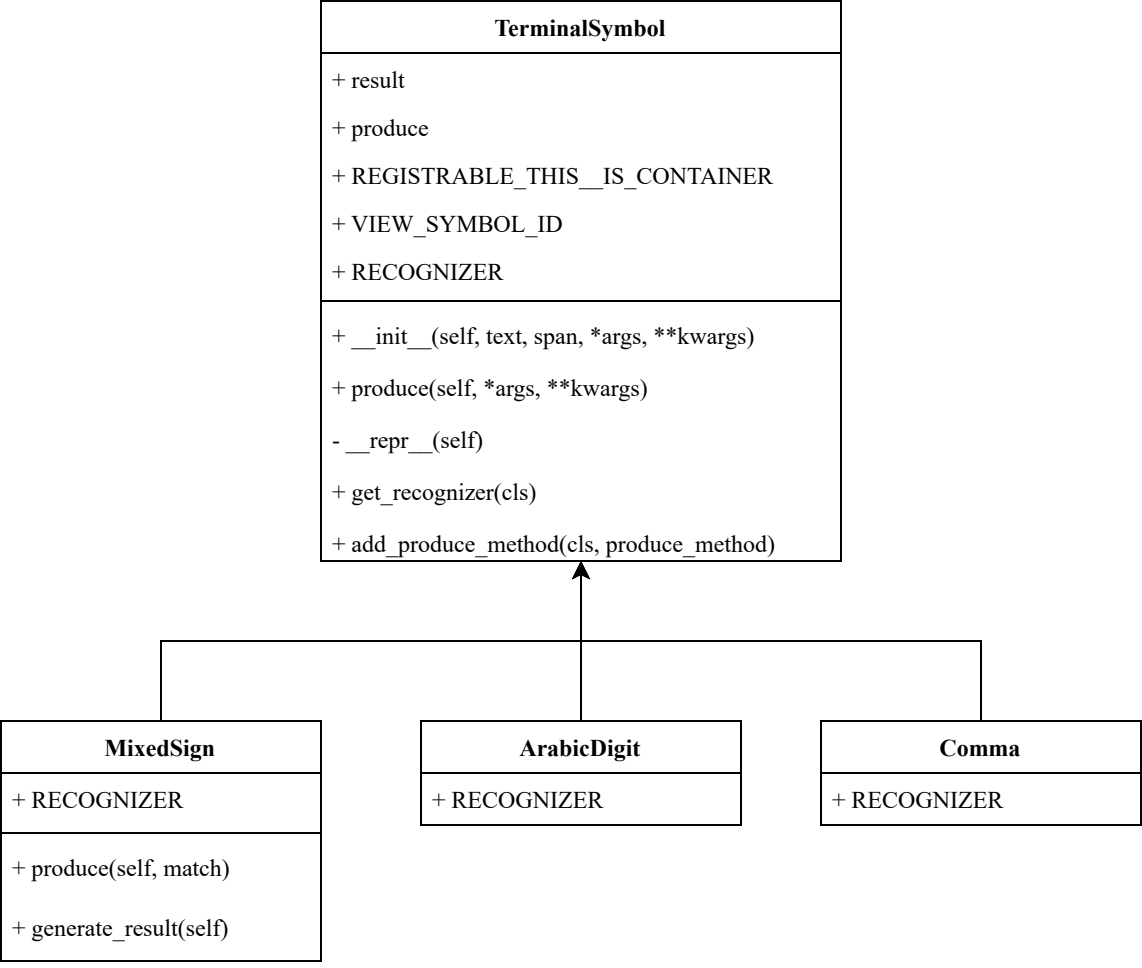 TerminalSymbol
+ result
+ produce
+ REGISTRABLE_THIS__IS_CONTAINER
+ VIEW_SYMBOL_ID
+ RECOGNIZER
+ __init__(self, text, span, *args, **kwargs)
+ produce(self, *args, **kwargs)
- __repr__(self)
+ get_recognizer(cls)
+ add_produce_method(cls, produce_method)
MixedSign
+ RECOGNIZER
+ produce(self, match)
+ generate_result(self)
ArabicDigit
+ RECOGNIZER
Comma
+ RECOGNIZER